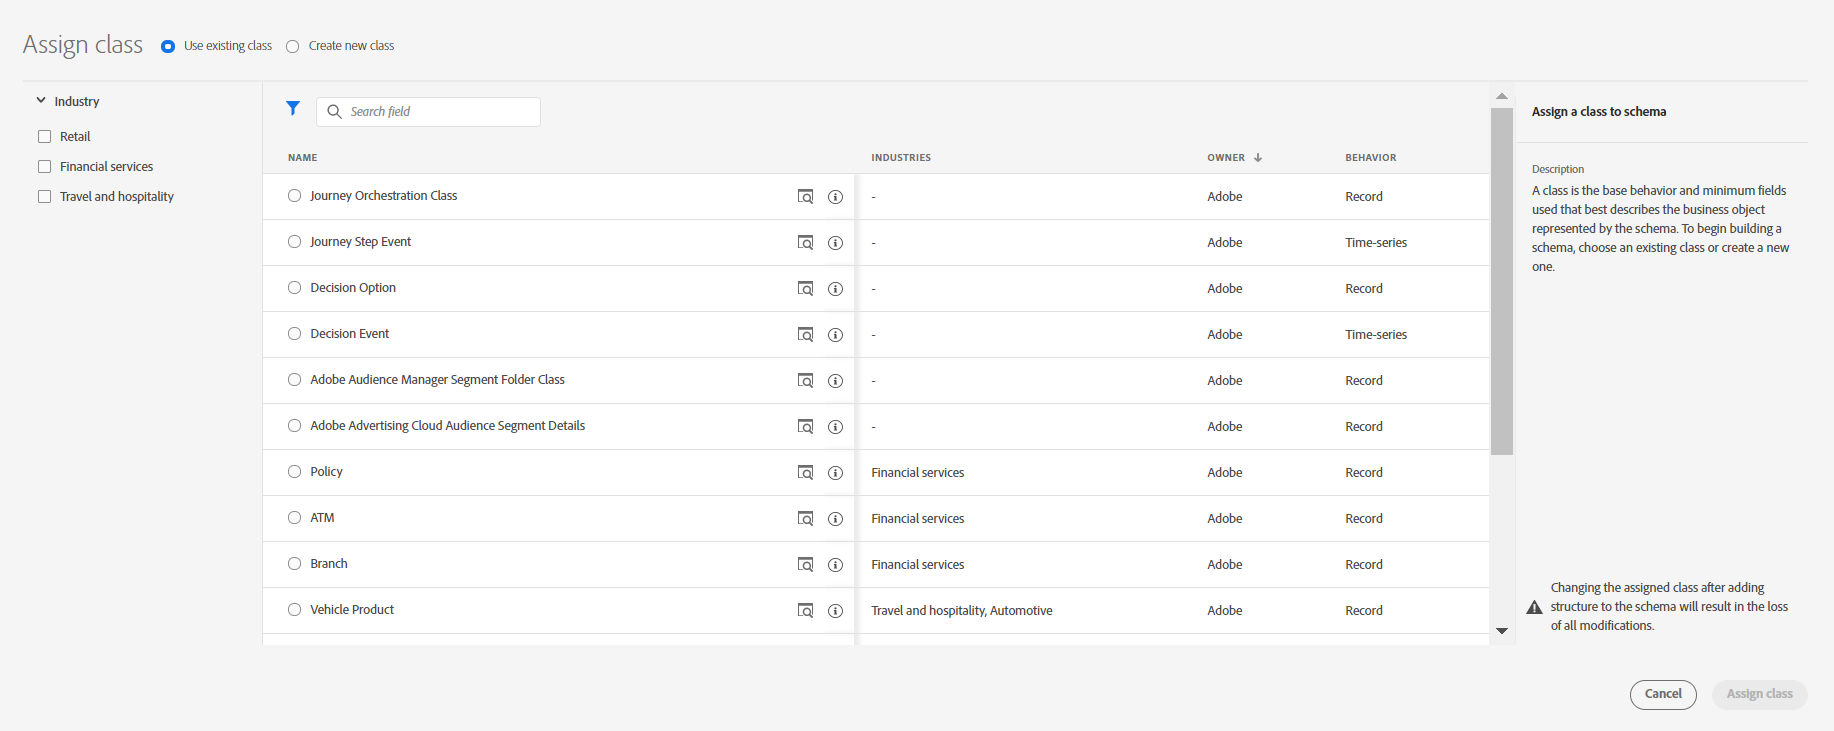 Assign class Use existing class Create new class
Industry
Retail
Financial services
Travel and hospitality
Search field
NAME INDUSTRIES OWNER BEHAVIOR
Journey Orchestration Class - Adobe Record
Journey Step Event - Adobe Time-series
Decision Option - Adobe Record
Decision Event - Adobe Time-series
Adobe Audience Manager Segment Folder Class - Adobe Record
Adobe Advertising Cloud Audience Segment Details - Adobe Record
Policy Financial services Adobe Record
ATM Financial services Adobe Record
Branch Financial services Adobe Record
Vehicle Product Travel and hospitality, Automotive Adobe Record
Assign a class to schema
Description
A class is the base behavior and minimum fields
used that best describes the business object
represented by the schema. To begin building a
schema, choose an existing class or create a new
one.
Changing the assigned class after adding
structure to the schema will result in the loss
of all modifications.
Cancel Assign class